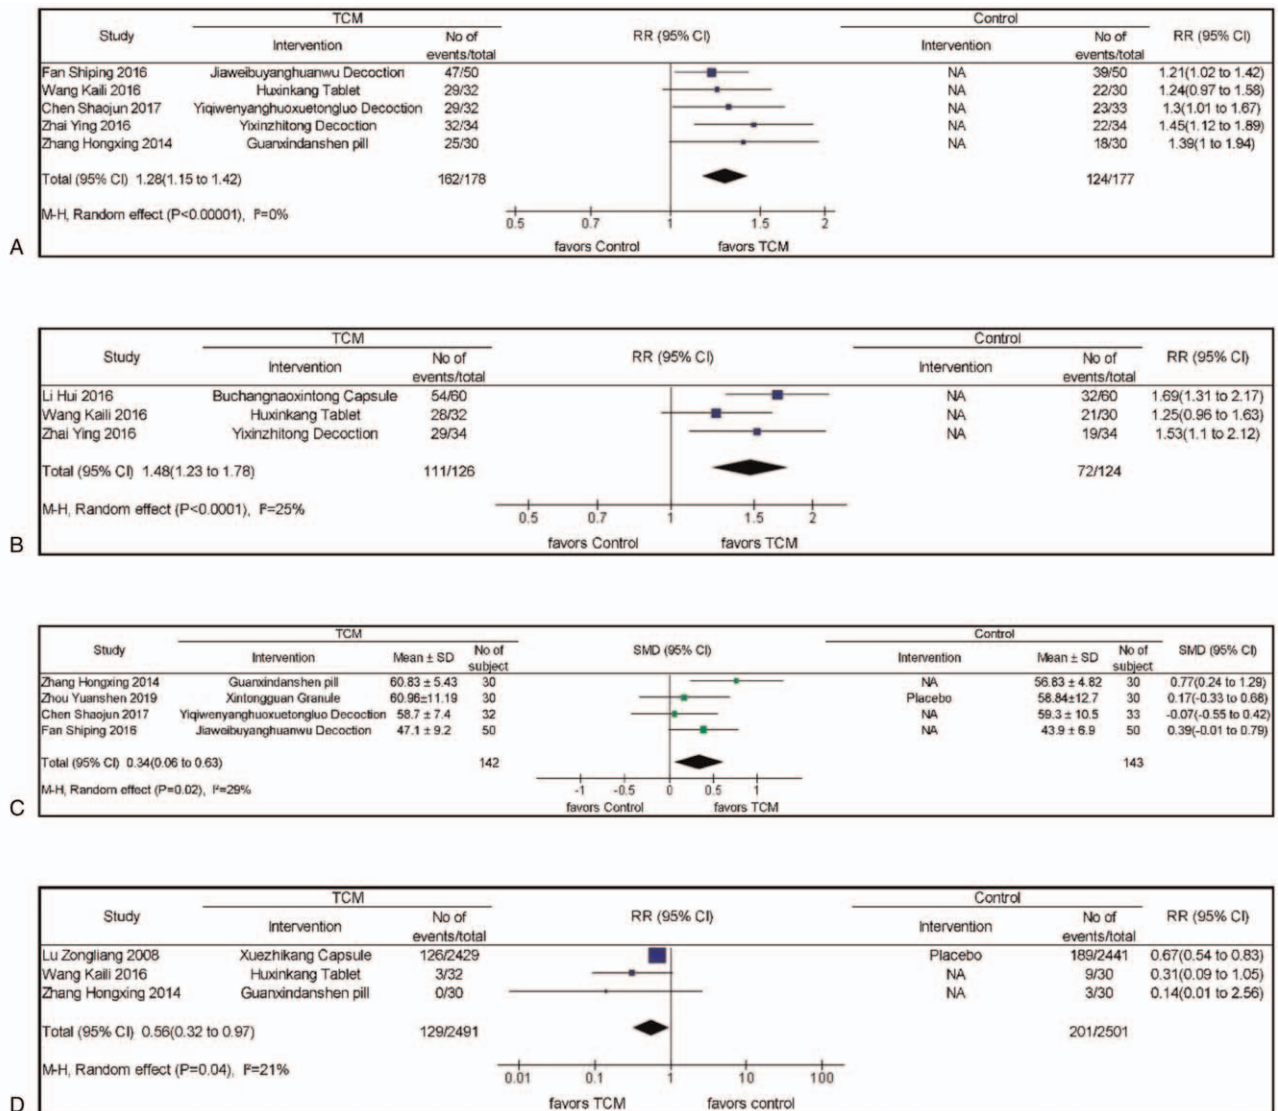 TCM Control
Study Intervention No of events/total RR (95% CI) Intervention No of events/total RR (95% CI)
Fan Shiping 2016 Jiaweibuyanghuanwu Decoction 47/50 NA 39/50 1.21(1.02 to 1.42)
Wang Kaili 2016 Huxinkang Tablet 29/32 NA 22/30 1.24(0.97 to 1.58)
Chen Shaojun 2017 Yiqiwenyanghuoxuetongluo Decoction 29/32 NA 23/33 1.3(1.01 to 1.67)
Zhai Ying 2016 Yixinzhitong Decoction 32/34 NA 22/34 1.45(1.12 to 1.89)
Zhang Hongxing 2014 Guanxindanshen pill 25/30 NA 18/30 1.39(1 to 1.94)
Total (95% CI) 1.28(1.15 to 1.42) 162/178 124/177
M-H, Random effect (P<0.00001), I²=0%
0.5 0.7 1 1.5 2
favors Control favors TCM
A
TCM Control
Study Intervention No of events/total RR (95% CI) Intervention No of events/total RR (95% CI)
Li Hui 2016 Buchangnaoxintong Capsule 54/60 NA 32/60 1.69(1.31 to 2.17)
Wang Kaili 2016 Huxinkang Tablet 28/32 NA 21/30 1.25(0.96 to 1.63)
Zhai Ying 2016 Yixinzhitong Decoction 29/34 NA 19/34 1.53(1.1 to 2.12)
Total (95% CI) 1.48(1.23 to 1.78) 111/126 72/124
M-H, Random effect (P<0.0001), I²=25%
0.5 0.7 1 1.5 2
favors Control favors TCM
B
TCM Control
Study Intervention Mean ± SD No of subject SMD (95% CI) Intervention Mean ± SD No of subject SMD (95% CI)
Zhang Hongxing 2014 Guanxindanshen pill 60.83 ± 5.43 30 NA 56.83 ± 4.82 30 0.77(0.24 to 1.29)
Zhou Yuanshen 2019 Xintongguan Granule 60.96±11.19 30 Placebo 58.84±12.7 30 0.17(-0.33 to 0.68)
Chen Shaojun 2017 Yiqiwenyanghuoxuetongluo Decoction 58.7 ± 7.4 32 NA 59.3 ± 10.5 33 -0.07(-0.55 to 0.42)
Fan Shiping 2016 Jiaweibuyanghuanwu Decoction 47.1 ± 9.2 50 NA 43.9 ± 6.9 50 0.39(-0.01 to 0.79)
Total (95% CI) 0.34(0.06 to 0.63) 142 143
M-H, Random effect (P=0.02), I²=29%
-1 -0.5 0 0.5 1
favors Control favors TCM
C
TCM Control
Study Intervention No of events/total RR (95% CI) Intervention No of events/total RR (95% CI)
Lu Zongliang 2008 Xuezhikang Capsule 126/2429 Placebo 189/2441 0.67(0.54 to 0.83)
Wang Kaili 2016 Huxinkang Tablet 3/32 NA 9/30 0.31(0.09 to 1.05)
Zhang Hongxing 2014 Guanxindanshen pill 0/30 NA 3/30 0.14(0.01 to 2.56)
Total (95% CI) 0.56(0.32 to 0.97) 129/2491 201/2501
M-H, Random effect (P=0.04), I²=21%
0.01 0.1 1 10 100
favors TCM favors control
D